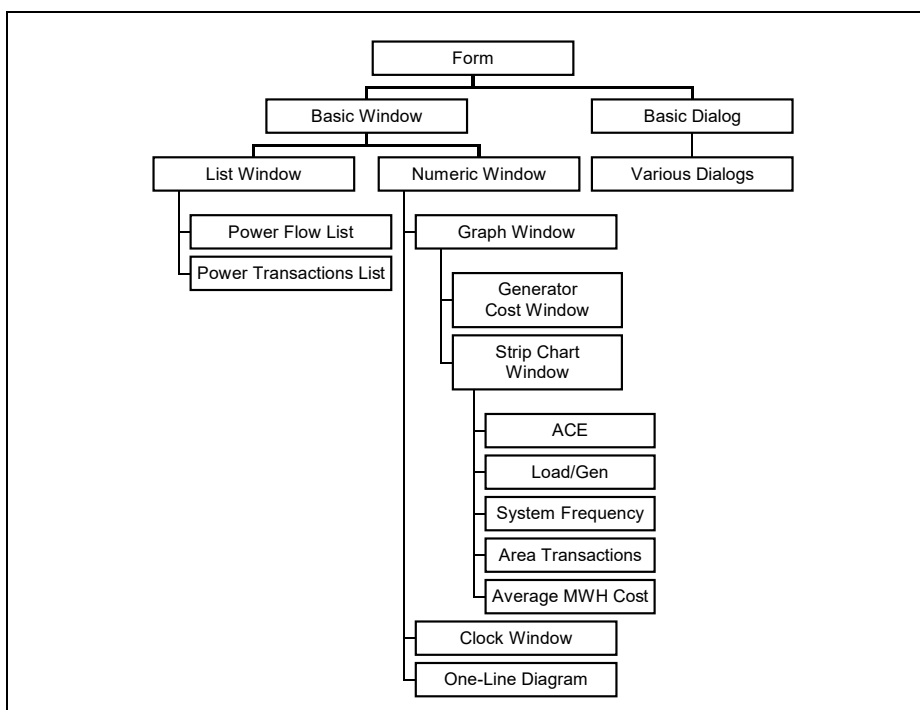 Form
Basic Window
Basic Dialog
List Window
Numeric Window
Various Dialogs
Power Flow List
Graph Window
Power Transactions List
Generator
Cost Window
Strip Chart
Window
ACE
Load/Gen
System Frequency
Area Transactions
Average MWH Cost
Clock Window
One-Line Diagram